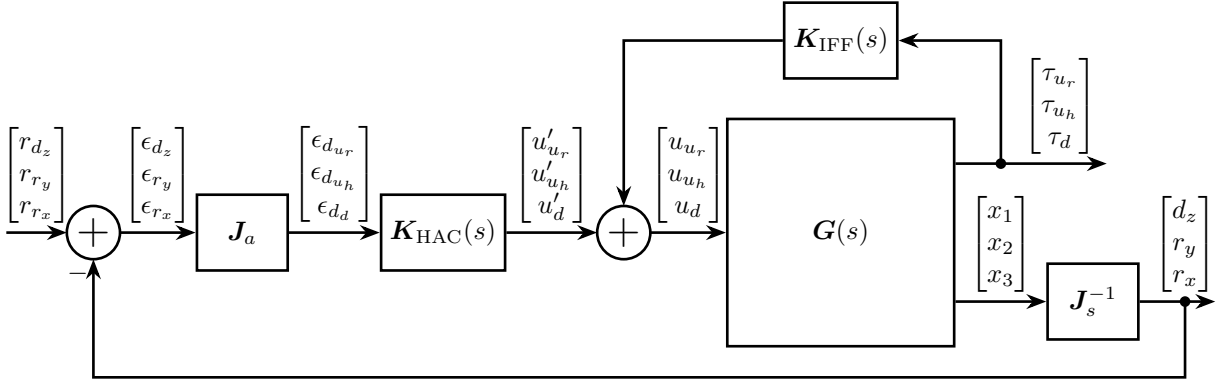 K_IFF(s)
[r_{d_z} r_{r_y} r_{r_x}]
[ϵ_{d_z} ϵ_{r_y} ϵ_{r_x}]
[ϵ_{d_{u_r}} ϵ_{d_{u_h}} ϵ_{d_d}]
[u'_{u_r} u'_{u_h} u'_d]
[u_{u_r} u_{u_h} u_d]
[τ_{u_r} τ_{u_h} τ_d]
+
−
J_a
K_HAC(s)
+
G(s)
[x_1 x_2 x_3]
J_s^{-1}
[d_z r_y r_x]